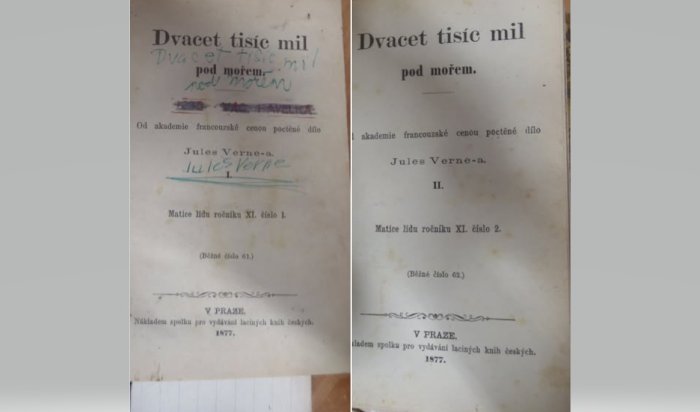 Dvacet tisíc mil
Dvacet tisíc mil
pod mořem.
pod mořem
VÁC. HAVELKA
Od akademie francouzské cenou poctěné dílo
Jules Verne-a.
Jules Verne
I.
Matice lidu ročníku XI. číslo 1.
(Běžné číslo 61.)
V PRAZE.
Nákladem spolku pro vydávání laciných knih českých.
1877.
Dvacet tisíc mil
pod mořem.
akademie francouzské cenou poctěné dílo
Jules Verne-a.
II.
Matice lidu ročníku XI. číslo 2.
(Běžné číslo 62.)
V PRAZE.
kladem spolku pro vydávání laciných knih českých.
1877.